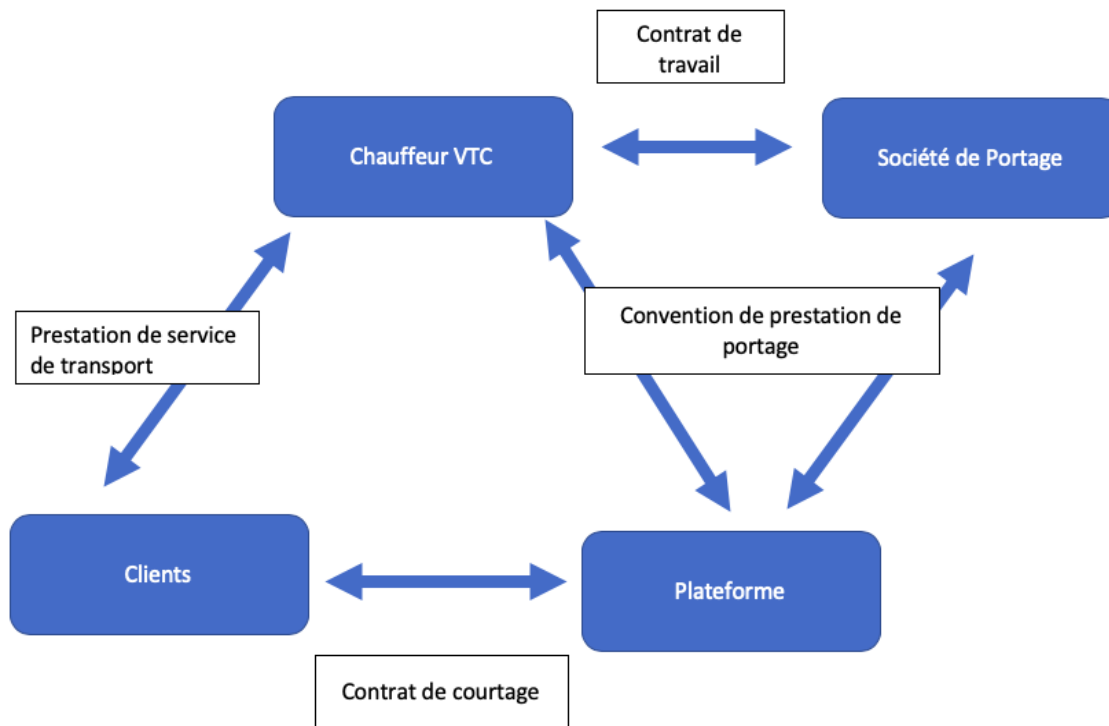 Contrat de
travail
Chauffeur VTC
Société de Portage
Prestation de service
de transport
Convention de prestation de
portage
Clients
Plateforme
Contrat de courtage